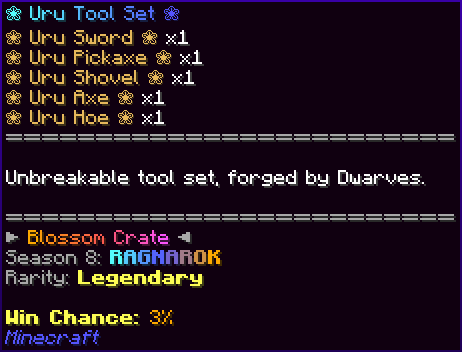 ❀ Uru Tool Set ❀
❀ Uru Sword ❀ x1
❀ Uru Pickaxe ❀ x1
❀ Uru Shovel ❀ x1
❀ Uru Axe ❀ x1
❀ Uru Hoe ❀ x1
=========================
Unbreakable tool set, forged by Dwarves.
=========================
► Blossom Crate ◄
Season 8: RAGNAROK
Rarity: Legendary
Win Chance: 3%
Minecraft